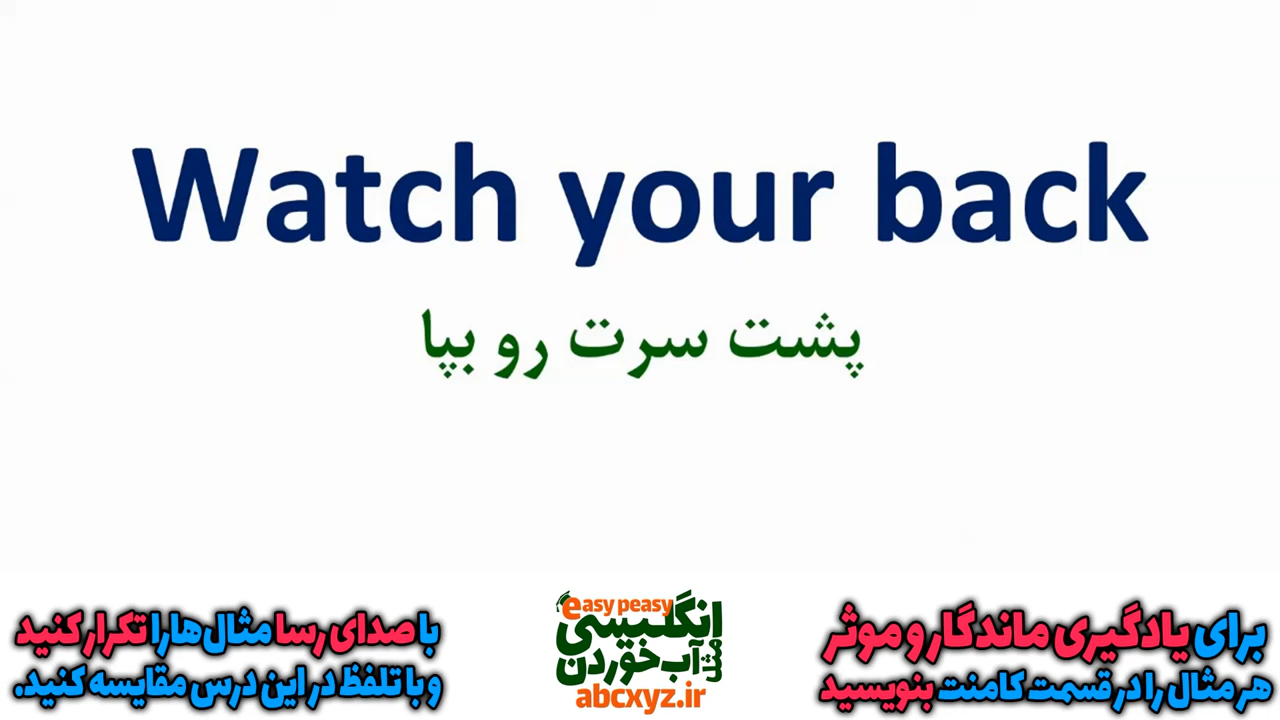 Watch your back
پشت سرت رو بپا
برای یادگیری ماندگار و موثر
هر مثال را در قسمت کامنت بنویسید
easy peasy
انگلیسی
مثل آب خوردن
abcxyz.ir
با صدای رسا مثال‌ها را تکرار کنید
و با تلفظ در این درس مقایسه کنید.